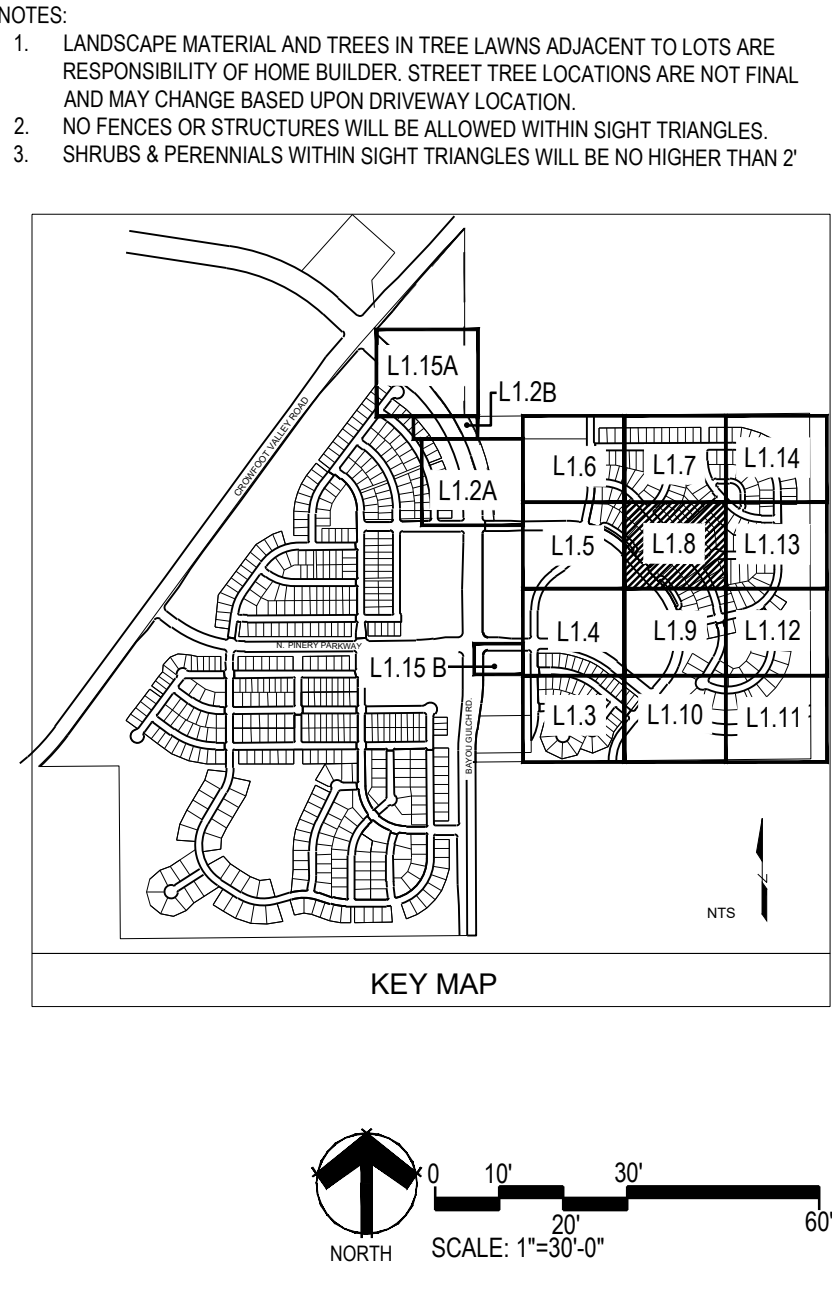 NOTES:
1. LANDSCAPE MATERIAL AND TREES IN TREE LAWNS ADJACENT TO LOTS ARE
RESPONSIBILITY OF HOME BUILDER. STREET TREE LOCATIONS ARE NOT FINAL
AND MAY CHANGE BASED UPON DRIVEWAY LOCATION.
2. NO FENCES OR STRUCTURES WILL BE ALLOWED WITHIN SIGHT TRIANGLES.
3. SHRUBS & PERENNIALS WITHIN SIGHT TRIANGLES WILL BE NO HIGHER THAN 2'
L1.15A
L1.2B
CROWFOOT VALLEY ROAD
L1.6
L1.7
L1.14
L1.2A
L1.5
L1.8
L1.13
N. PINERY PARKWAY
L1.15 B
L1.4
L1.9
L1.12
BAYOU GULCH RD.
L1.3
L1.10
L1.11
Z
NTS
KEY MAP
0 10' 30'
20' 60'
NORTH SCALE: 1"=30'-0"